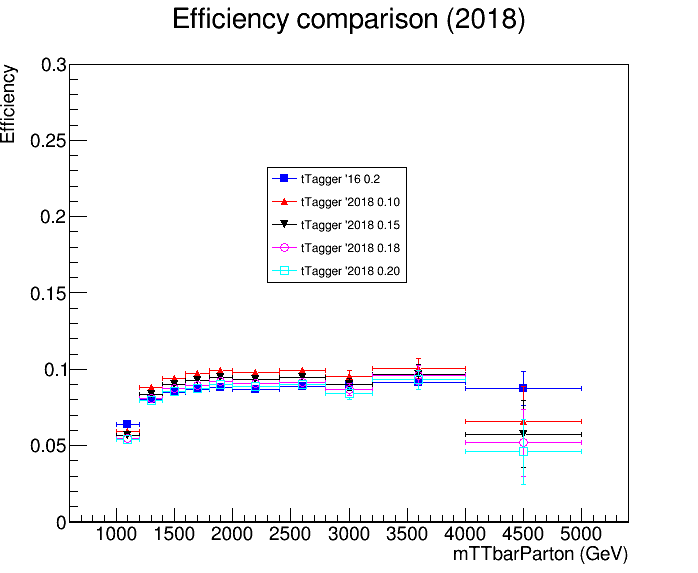 Efficiency comparison (2018)
Efficiency
0.3
0.25
0.2
0.15
0.1
0.05
0
tTagger '16 0.2
tTagger '2018 0.10
tTagger '2018 0.15
tTagger '2018 0.18
tTagger '2018 0.20
1000 1500 2000 2500 3000 3500 4000 4500 5000
mTTbarParton (GeV)